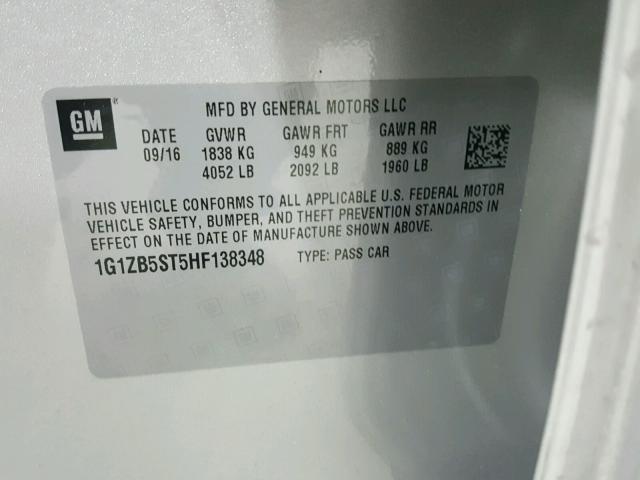 GM
MFD BY GENERAL MOTORS LLC
DATE GVWR GAWR FRT GAWR RR
09/16 1838 KG 949 KG 889 KG
4052 LB 2092 LB 1960 LB
THIS VEHICLE CONFORMS TO ALL APPLICABLE U.S. FEDERAL MOTOR
VEHICLE SAFETY, BUMPER, AND THEFT PREVENTION STANDARDS IN
EFFECT ON THE DATE OF MANUFACTURE SHOWN ABOVE.
1G1ZB5ST5HF138348 TYPE: PASS CAR